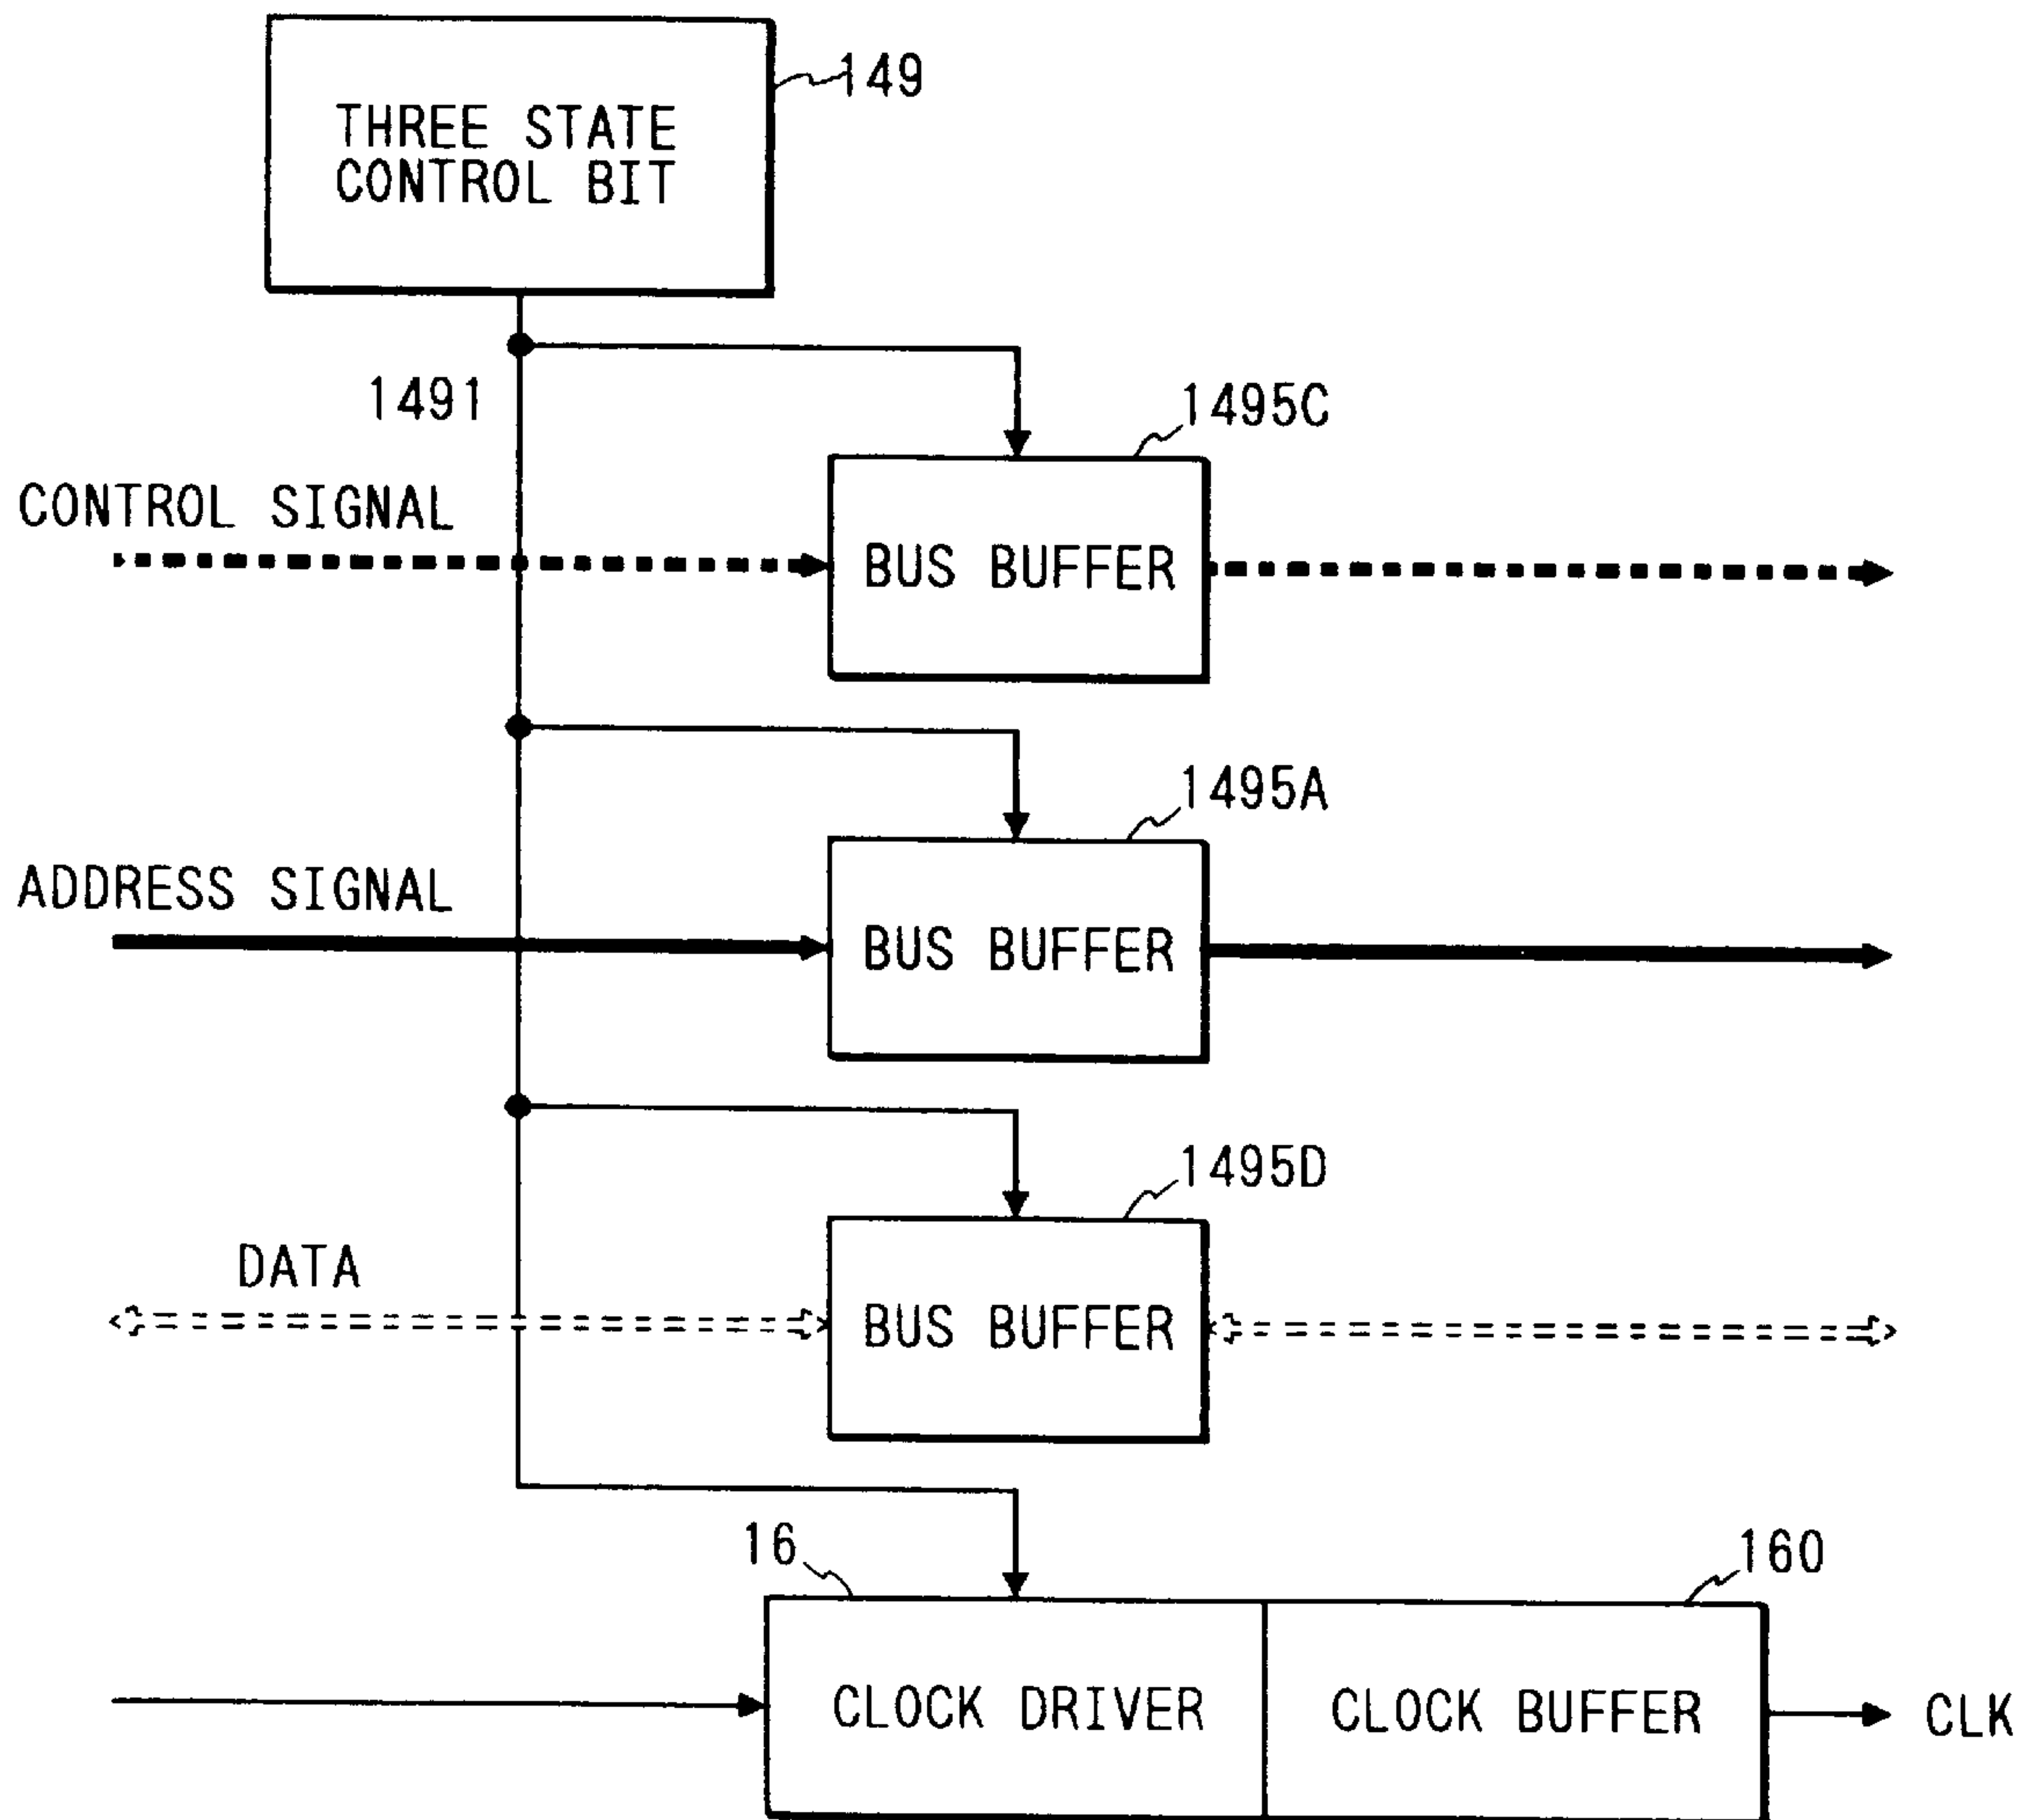 149
THREE STATE
CONTROL BIT
1491
1495C
CONTROL SIGNAL
BUS BUFFER
1495A
ADDRESS SIGNAL
BUS BUFFER
1495D
DATA
BUS BUFFER
16
160
CLOCK DRIVER
CLOCK BUFFER
CLK